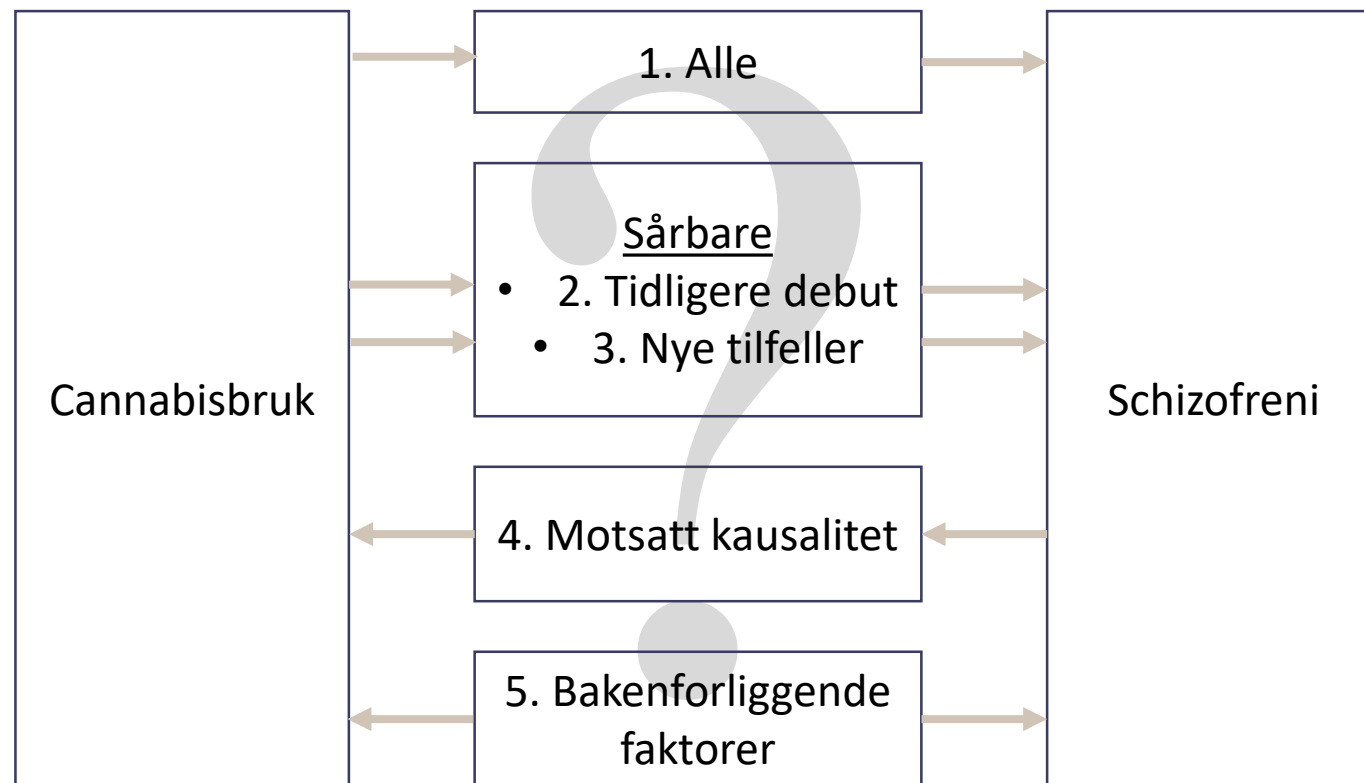 1. Alle
Sårbare
• 2. Tidligere debut
• 3. Nye tilfeller
Cannabisbruk
Schizofreni
4. Motsatt kausalitet
5. Bakenforliggende
faktorer
?